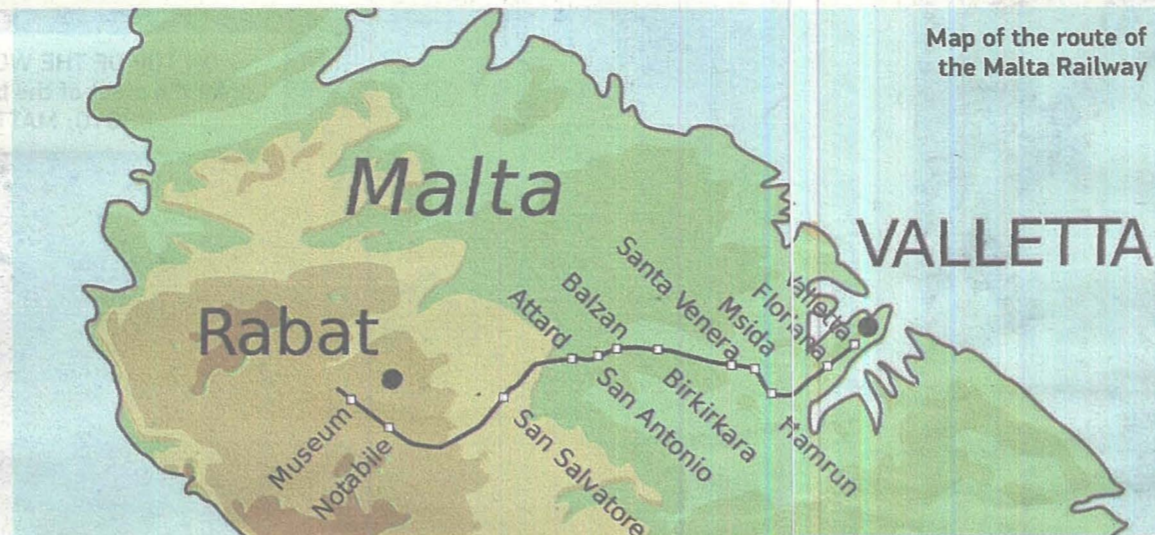 Map of the route of
the Malta Railway
Malta
VALLETTA
Rabat
Attard
Balzan
Santa Venera
Msida
Floriana
Valletta
Museum
Notabile
San Salvatore
San Antonio
Birkirkara
Hamrun